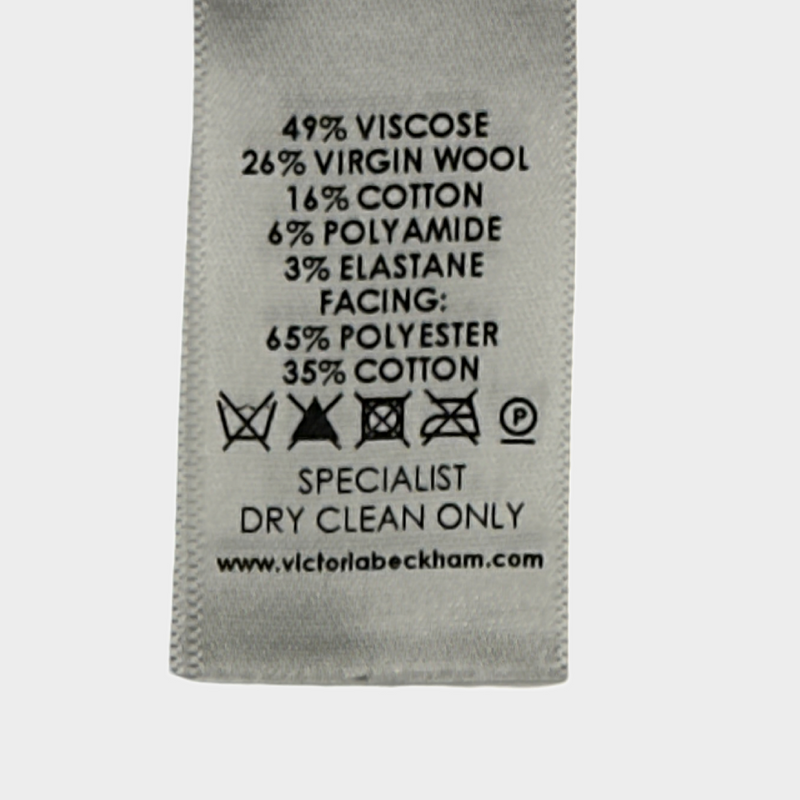 49% VISCOSE
26% VIRGIN WOOL
16% COTTON
6% POLYAMIDE
3% ELASTANE
FACING:
65% POLYESTER
35% COTTON
P
SPECIALIST
DRY CLEAN ONLY
www.victoriabeckham.com